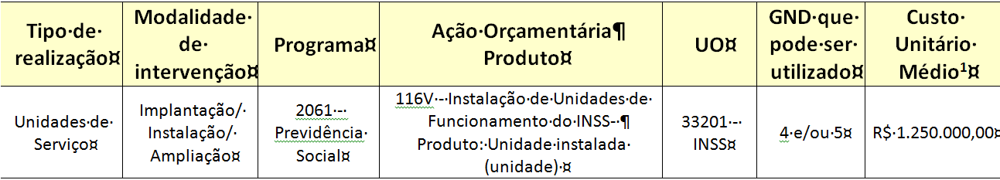 Tipo de realização
Modalidade de intervenção
Programa
Ação Orçamentária¶
Produto
UO
GND que pode ser utilizado
Custo Unitário Médio¹
Unidades de Serviço
Implantação/ Instalação/ Ampliação
2061 - Previdência Social
116V - Instalação de Unidades de Funcionamento do INSS- ¶
Produto: Unidade instalada (unidade)
33201 - INSS
4 e/ou 5
R$ 1.250.000,00